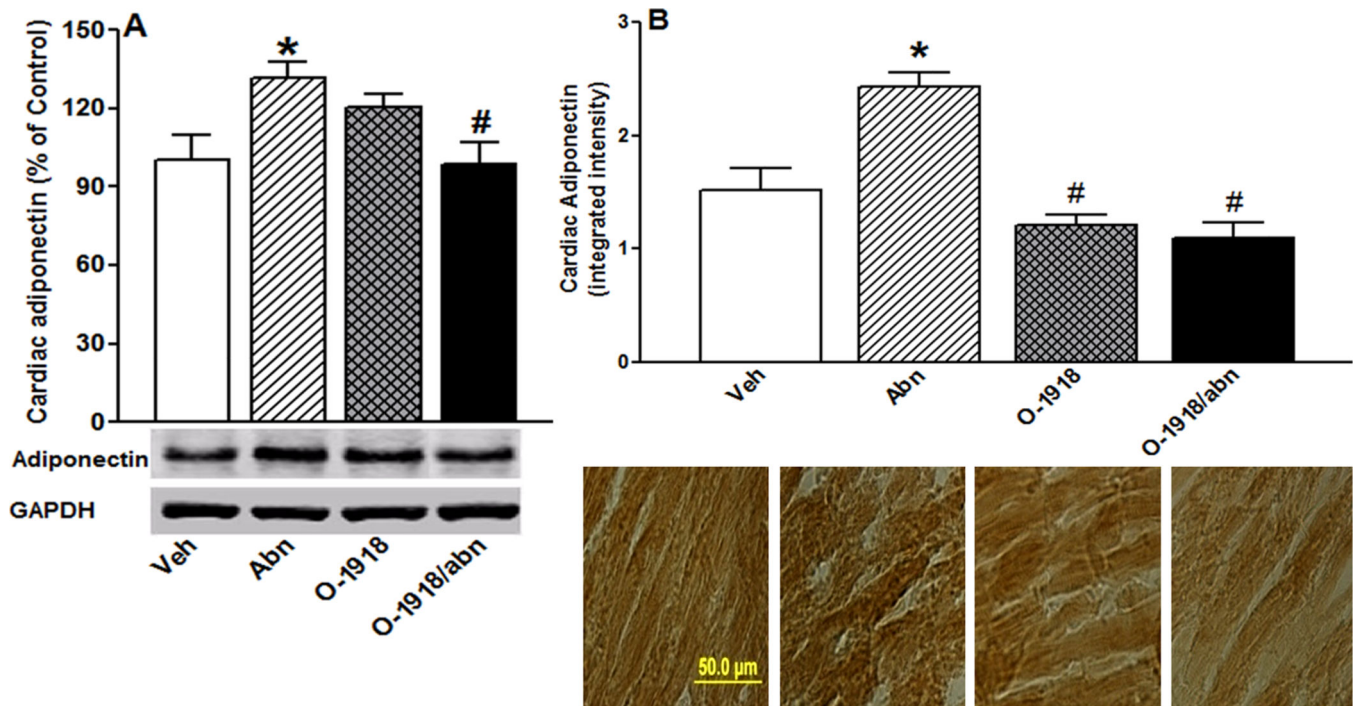 A
Cardiac adiponectin (% of Control)
150
120
90
60
30
0
*
#
Adiponectin
GAPDH
Veh
Abn
O-1918
O-1918/abn
B
Cardiac Adiponectin
(integrated intensity)
3
2
1
0
*
#
#
Veh
Abn
O-1918
O-1918/abn
50.0 µm